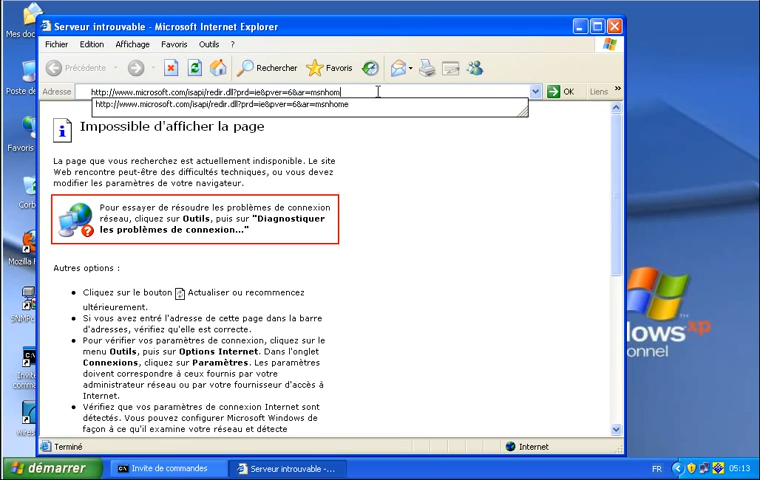 Serveur introuvable - Microsoft Internet Explorer
Fichier Edition Affichage Favoris Outils ?
Précédente Rechercher Favoris
Adresse http://www.microsoft.com/isapi/redir.dll?prd=ie&pver=6&ar=msnhom OK Liens »
http://www.microsoft.com/isapi/redir.dll?prd=ie&pver=6&ar=msnhome
Impossible d'afficher la page
La page que vous recherchez est actuellement indisponible. Le site
Web rencontre peut-être des difficultés techniques, ou vous devez
modifier les paramètres de votre navigateur.
Pour essayer de résoudre les problèmes de connexion
réseau, cliquez sur Outils, puis sur "Diagnostiquer
les problèmes de connexion..."
Autres options :
• Cliquez sur le bouton Actualiser ou recommencez
ultérieurement.
• Si vous avez entré l'adresse de cette page dans la barre
d'adresses, vérifiez qu'elle est correcte.
• Pour vérifier vos paramètres de connexion, cliquez sur le
menu Outils, puis sur Options Internet. Dans l'onglet
Connexions, cliquez sur Paramètres. Les paramètres
doivent correspondre à ceux fournis par votre
administrateur réseau ou par votre fournisseur d'accès à
Internet.
• Vérifiez que vos paramètres de connexion Internet sont
détectés. Vous pouvez configurer Microsoft Windows de
façon à ce qu'il examine votre réseau et détecte
Terminé Internet
Mes doc
Poste de
Favoris
Corb
Mozilla F
SNMPc
Invite
comma
wires
dows xp
onnel
démarrer Invite de commandes Serveur introuvable -... FR 05:13